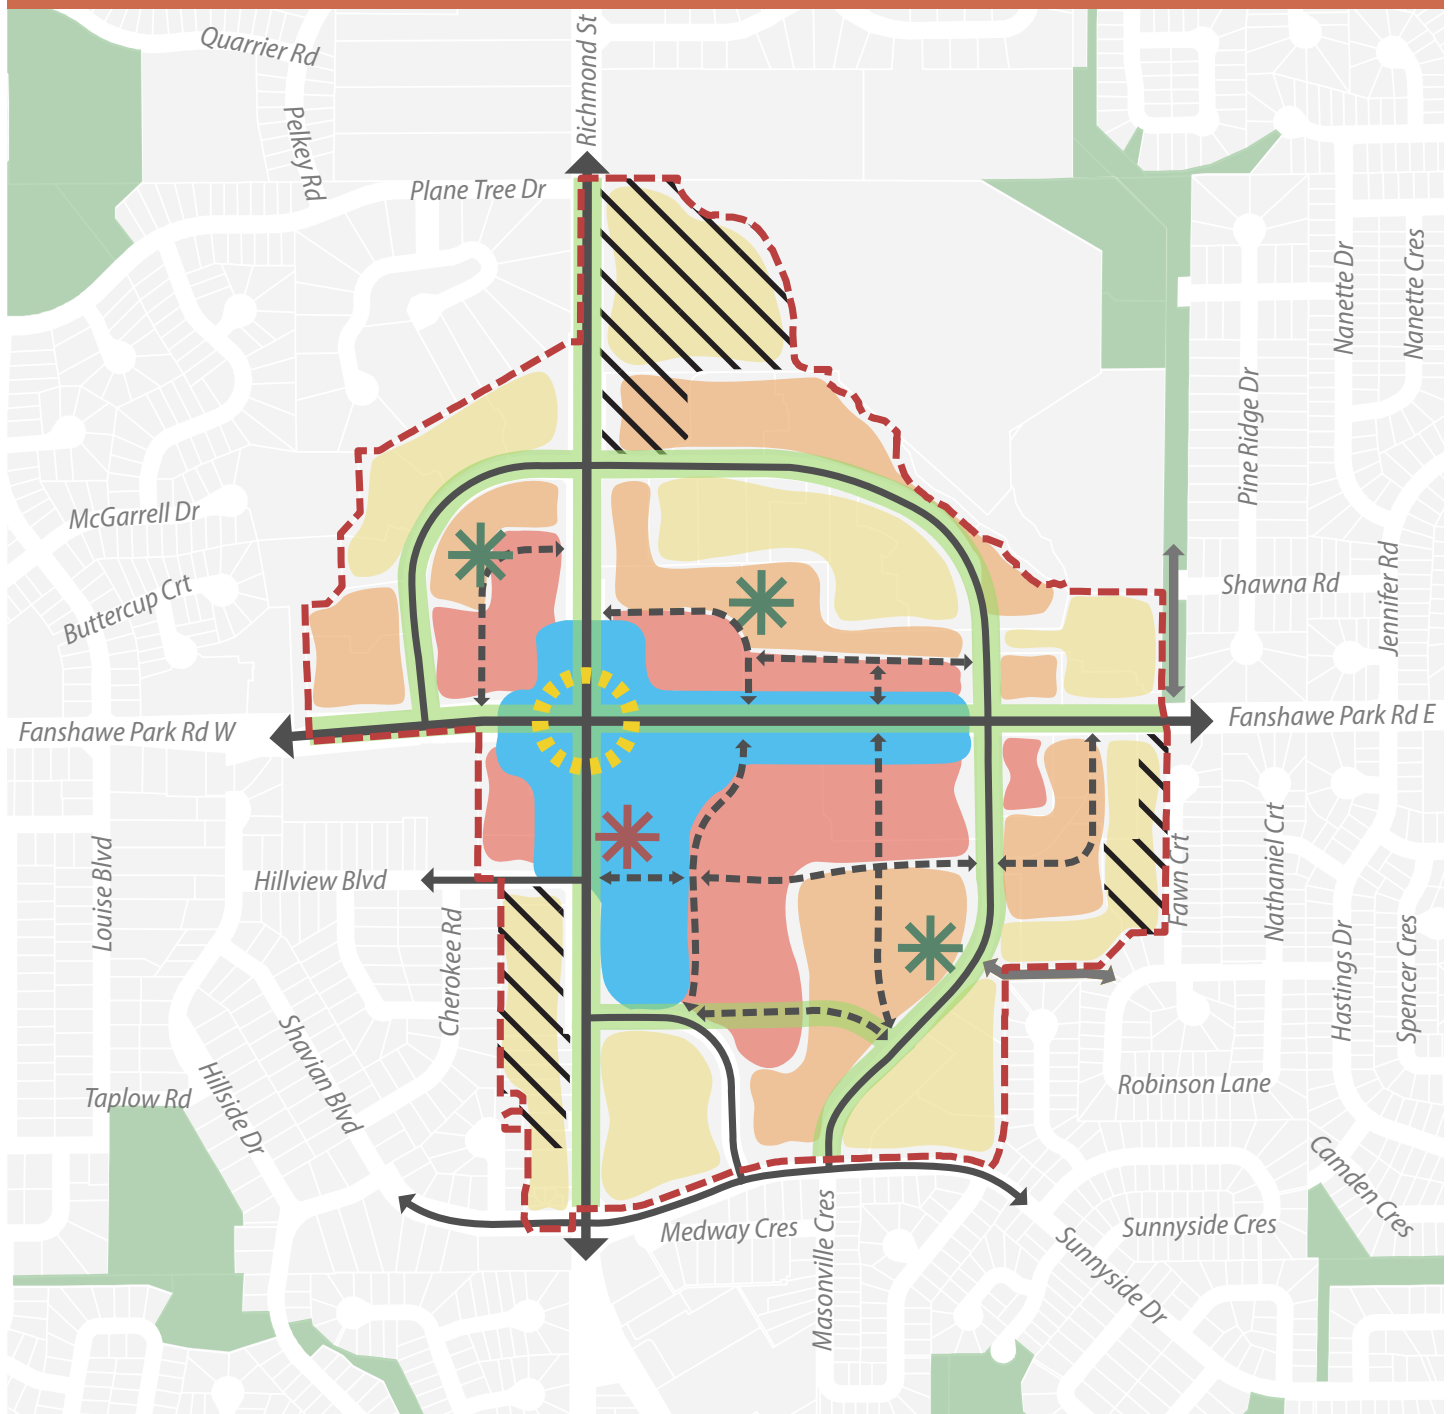 Quarrier Rd
Richmond St
Pelkey Rd
Plane Tree Dr
Nanette Dr
Nanette Cres
Pine Ridge Dr
McGarrell Dr
Buttercup Crt
Shawna Rd
Jennifer Rd
Fanshawe Park Rd W
Fanshawe Park Rd E
Louise Blvd
Hillview Blvd
Cherokee Rd
Fawn Crt
Nathaniel Crt
Hastings Dr
Spencer Cres
Shavian Blvd
Hillside Dr
Taplow Rd
Robinson Lane
Camden Cres
Medway Cres
Masonville Cres
Sunnyside Cres
Sunnyside Dr